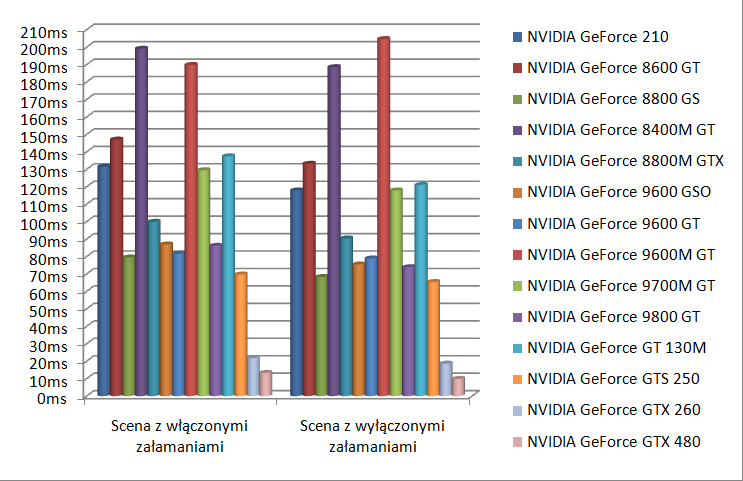 210ms
200ms
190ms
180ms
170ms
160ms
150ms
140ms
130ms
120ms
110ms
100ms
90ms
80ms
70ms
60ms
50ms
40ms
30ms
20ms
10ms
0ms
Scena z włączonymi
załamaniami
Scena z wyłączonymi
załamaniami
NVIDIA GeForce 210
NVIDIA GeForce 8600 GT
NVIDIA GeForce 8800 GS
NVIDIA GeForce 8400M GT
NVIDIA GeForce 8800M GTX
NVIDIA GeForce 9600 GSO
NVIDIA GeForce 9600 GT
NVIDIA GeForce 9600M GT
NVIDIA GeForce 9700M GT
NVIDIA GeForce 9800 GT
NVIDIA GeForce GT 130M
NVIDIA GeForce GTS 250
NVIDIA GeForce GTX 260
NVIDIA GeForce GTX 480